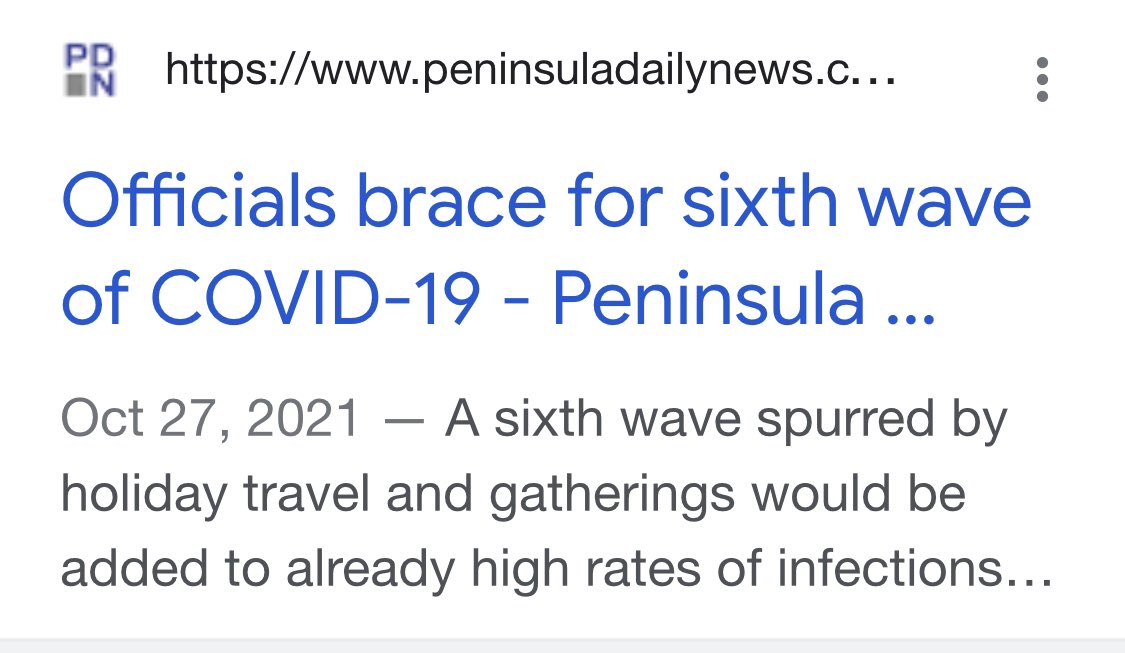 PD
N
https://www.peninsuladailynews.c...
Officials brace for sixth wave
of COVID-19 - Peninsula ...
Oct 27, 2021 — A sixth wave spurred by
holiday travel and gatherings would be
added to already high rates of infections...